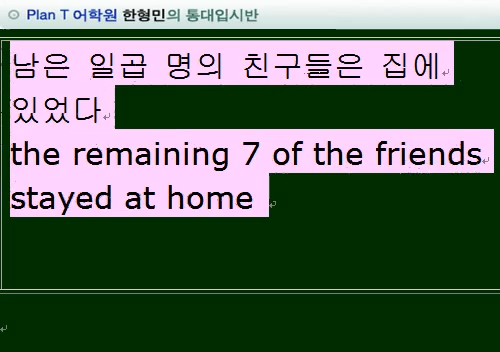 Plan T 어학원 한형민의 통대입시반
남은 일곱 명의 친구들은 집에
있었다
the remaining 7 of the friends
stayed at home